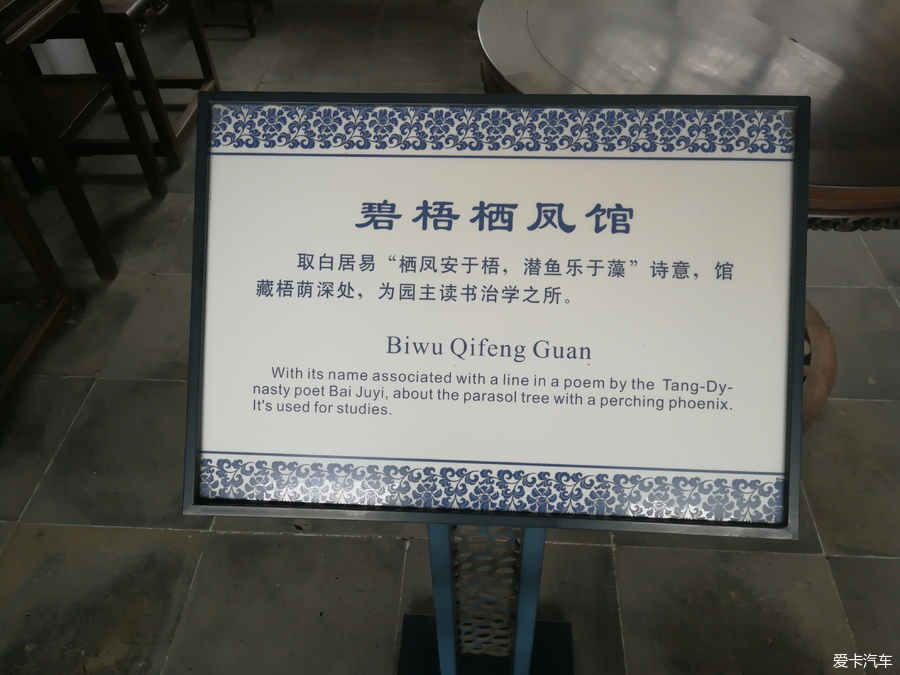 碧梧栖凤馆
取白居易“栖凤安于梧，潜鱼乐于藻”诗意，馆
藏梧荫深处，为园主读书治学之所。
Biwu Qifeng Guan
With its name associated with a line in a poem by the Tang-Dy-
nasty poet Bai Juyi, about the parasol tree with a perching phoenix.
It's used for studies.
爱卡汽车